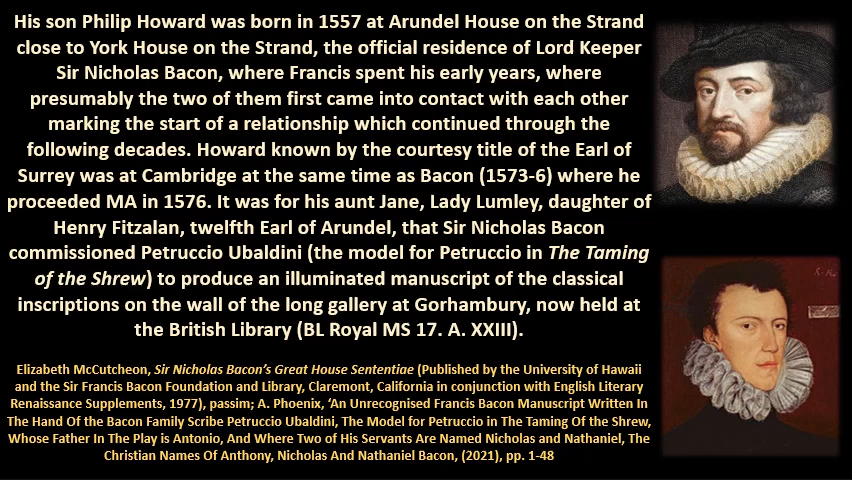 His son Philip Howard was born in 1557 at Arundel House on the Strand
close to York House on the Strand, the official residence of Lord Keeper
Sir Nicholas Bacon, where Francis spent his early years, where
presumably the two of them first came into contact with each other
marking the start of a relationship which continued through the
following decades. Howard known by the courtesy title of the Earl of
Surrey was at Cambridge at the same time as Bacon (1573-6) where he
proceeded MA in 1576. It was for his aunt Jane, Lady Lumley, daughter of
Henry Fitzalan, twelfth Earl of Arundel, that Sir Nicholas Bacon
commissioned Petruccio Ubaldini (the model for Petruccio in The Taming
of the Shrew) to produce an illuminated manuscript of the classical
inscriptions on the wall of the long gallery at Gorhambury, now held at
the British Library (BL Royal MS 17. A. XXIII).
Elizabeth McCutcheon, Sir Nicholas Bacon’s Great House Sententiae (Published by the University of Hawaii
and the Sir Francis Bacon Foundation and Library, Claremont, California in conjunction with English Literary
Renaissance Supplements, 1977), passim; A. Phoenix, ‘An Unrecognised Francis Bacon Manuscript Written In
The Hand Of the Bacon Family Scribe Petruccio Ubaldini, The Model for Petruccio in The Taming Of the Shrew,
Whose Father In The Play is Antonio, And Where Two of His Servants Are Named Nicholas and Nathaniel, The
Christian Names Of Anthony, Nicholas And Nathaniel Bacon, (2021), pp. 1-48